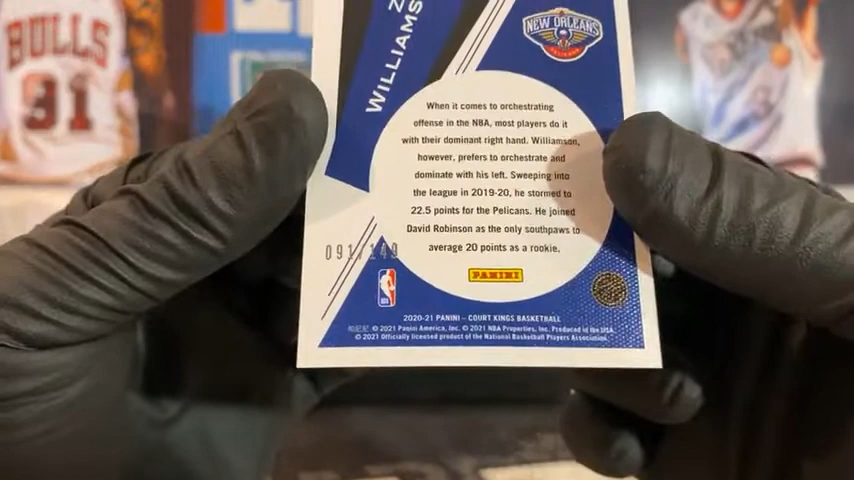 BULLS
91
WILLIAMS
NEW ORLEANS
PELICANS
When it comes to orchestrating
offense in the NBA, most players do it
with their dominant right hand. Williamson,
however, prefers to orchestrate and
dominate with his left. Sweeping into
the league in 2019-20, he stormed to
22.5 points for the Pelicans. He joined
David Robinson as the only southpaws to
average 20 points as a rookie.
091/149
PANINI
NBA
2020-21 PANINI – COURT KINGS BASKETBALL
© 2021 Panini America, Inc. © 2021 NBA Properties, Inc. Produced in the USA.
© 2021 Officially licensed product of the National Basketball Players Association.